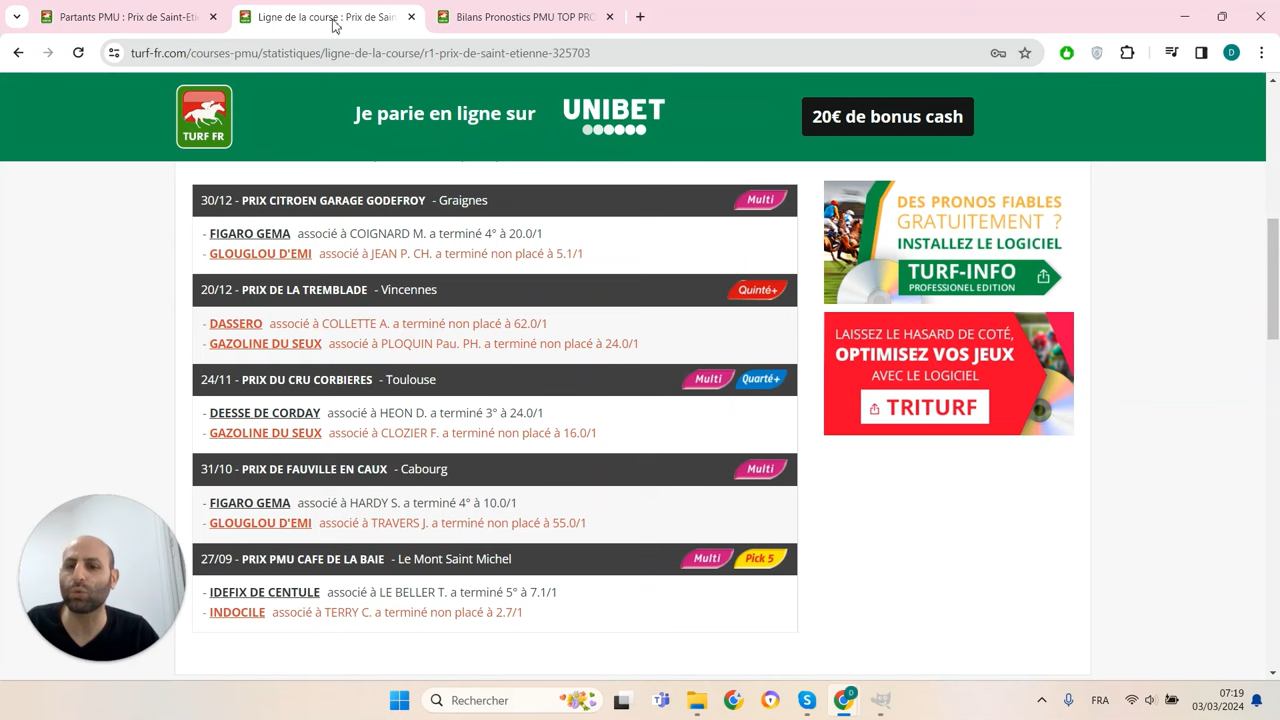 Partants PMU : Prix de Saint-Eti
Ligne de la course : Prix de Sain
Bilans Pronostics PMU TOP PRO
turf-fr.com/courses-pmu/statistiques/ligne-de-la-course/r1-prix-de-saint-etienne-325703
D
TURF FR
Je parie en ligne sur
UNIBET
20€ de bonus cash
30/12 - PRIX CITROEN GARAGE GODEFROY - Graignes Multi
- FIGARO GEMA associé à COIGNARD M. a terminé 4° à 20.0/1
- GLOUGLOU D'EMI associé à JEAN P. CH. a terminé non placé à 5.1/1
20/12 - PRIX DE LA TREMBLADE - Vincennes Quinté+
- DASSERO associé à COLLETTE A. a terminé non placé à 62.0/1
- GAZOLINE DU SEUX associé à PLOQUIN Pau. PH. a terminé non placé à 24.0/1
24/11 - PRIX DU CRU CORBIERES - Toulouse Multi Quarté+
- DEESSE DE CORDAY associé à HEON D. a terminé 3° à 24.0/1
- GAZOLINE DU SEUX associé à CLOZIER F. a terminé non placé à 16.0/1
31/10 - PRIX DE FAUVILLE EN CAUX - Cabourg Multi
- FIGARO GEMA associé à HARDY S. a terminé 4° à 10.0/1
- GLOUGLOU D'EMI associé à TRAVERS J. a terminé non placé à 55.0/1
27/09 - PRIX PMU CAFE DE LA BAIE - Le Mont Saint Michel Multi Pick 5
- IDEFIX DE CENTULE associé à LE BELLER T. a terminé 5° à 7.1/1
- INDOCILE associé à TERRY C. a terminé non placé à 2.7/1
DES PRONOS FIABLES
GRATUITEMENT ?
INSTALLEZ LE LOGICIEL
TURF-INFO
PROFESSIONEL EDITION
LAISSEZ LE HASARD DE COTÉ,
OPTIMISEZ VOS JEUX
AVEC LE LOGICIEL
TRITURF
Rechercher
D
FRA
07:19
03/03/2024